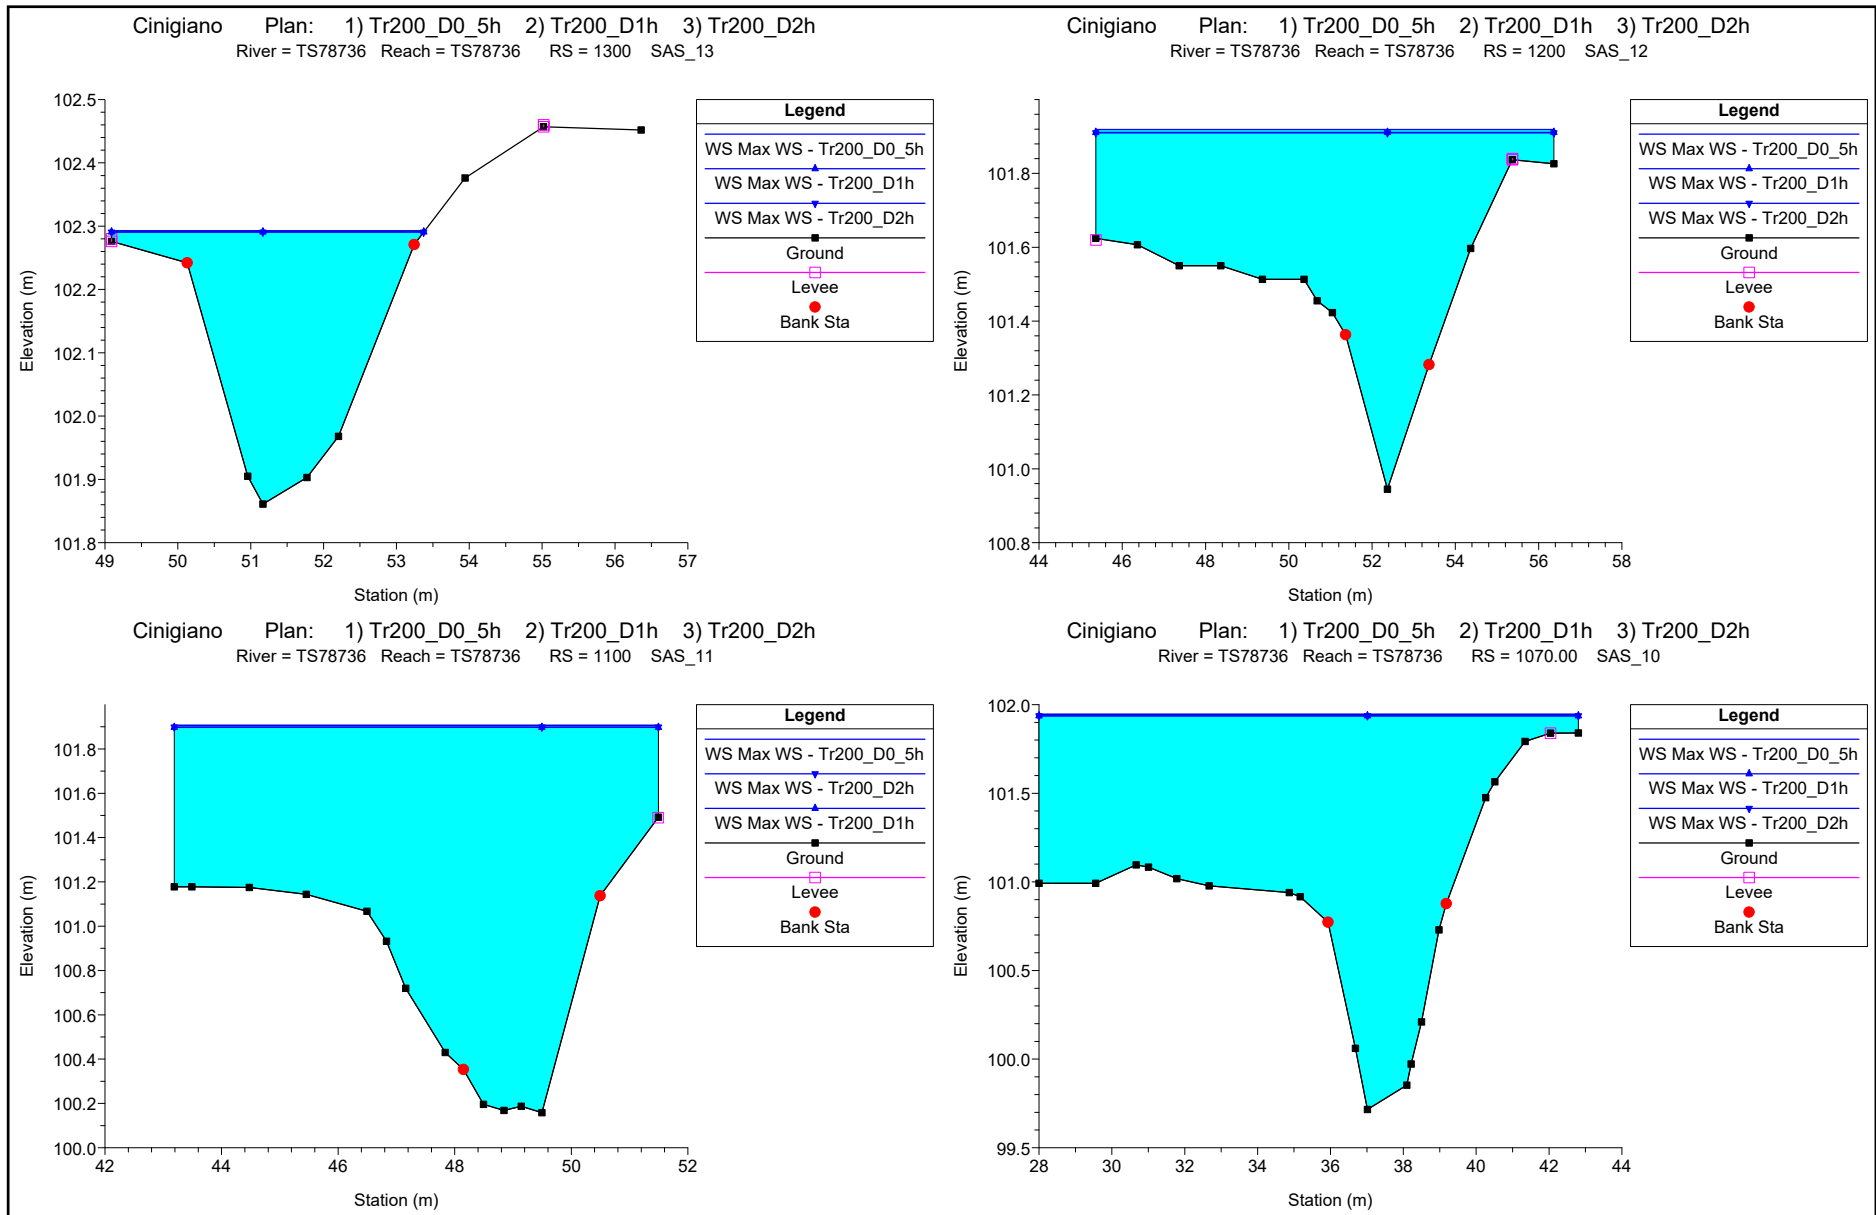 Cinigiano Plan: 1) Tr200_D0_5h 2) Tr200_D1h 3) Tr200_D2h
River = TS78736 Reach = TS78736 RS = 1300 SAS_13
102.5
102.4
102.3
102.2
102.1
102.0
101.9
101.8
Elevation (m)
49 50 51 52 53 54 55 56 57
Station (m)
Legend
WS Max WS - Tr200_D0_5h
WS Max WS - Tr200_D1h
WS Max WS - Tr200_D2h
Ground
Levee
Bank Sta
Cinigiano Plan: 1) Tr200_D0_5h 2) Tr200_D1h 3) Tr200_D2h
River = TS78736 Reach = TS78736 RS = 1200 SAS_12
101.8
101.6
101.4
101.2
101.0
100.8
Elevation (m)
44 46 48 50 52 54 56 58
Station (m)
Legend
WS Max WS - Tr200_D0_5h
WS Max WS - Tr200_D1h
WS Max WS - Tr200_D2h
Ground
Levee
Bank Sta
Cinigiano Plan: 1) Tr200_D0_5h 2) Tr200_D1h 3) Tr200_D2h
River = TS78736 Reach = TS78736 RS = 1100 SAS_11
101.8
101.6
101.4
101.2
101.0
100.8
100.6
100.4
100.2
100.0
Elevation (m)
42 44 46 48 50 52
Station (m)
Legend
WS Max WS - Tr200_D0_5h
WS Max WS - Tr200_D2h
WS Max WS - Tr200_D1h
Ground
Levee
Bank Sta
Cinigiano Plan: 1) Tr200_D0_5h 2) Tr200_D1h 3) Tr200_D2h
River = TS78736 Reach = TS78736 RS = 1070.00 SAS_10
102.0
101.5
101.0
100.5
100.0
99.5
Elevation (m)
28 30 32 34 36 38 40 42 44
Station (m)
Legend
WS Max WS - Tr200_D0_5h
WS Max WS - Tr200_D1h
WS Max WS - Tr200_D2h
Ground
Levee
Bank Sta